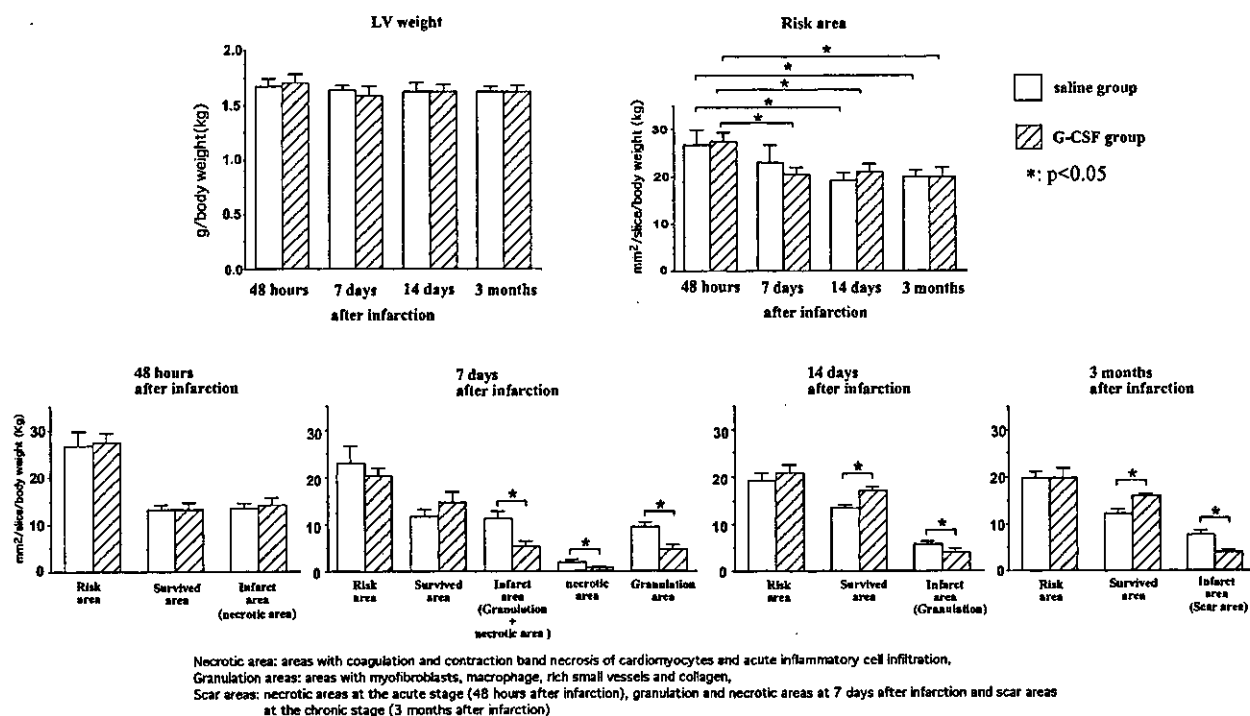 LV weight
Risk area
2.0
1.5
1.0
0.5
0.0
g/body weight(kg)
48 hours 7 days 14 days 3 months
after infarction
* * * * *
30
20
10
0
mm²/slice/body weight (kg)
48 hours 7 days 14 days 3 months
after infarction
saline group
G-CSF group
*: p<0.05
48 hours
after infarction
30
20
10
0
mm2/slice/body weight (Kg)
Risk area
Survived area
Infarct area (necrotic area)
7 days
after infarction
30
20
10
0
* * *
Risk area
Survived area
Infarct area (Granulution + necrotic area)
necrotic area
Granulation area
14 days
after infarction
30
20
10
0
* *
Risk area
Survived area
Infarct area (Granulation)
3 months
after infarction
30
20
10
0
* *
Risk area
Survived area
Infarct area (Scar area)
Necrotic area: areas with coagulation and contraction band necrosis of cardiomyocytes and acute inflammatory cell infiltration,
Granulation areas: areas with myofibroblasts, macrophage, rich small vessels and collagen,
Scar areas: necrotic areas at the acute stage (48 hours after infarction), granulation and necrotic areas at 7 days after infarction and scar areas
at the chronic stage (3 months after infarction)